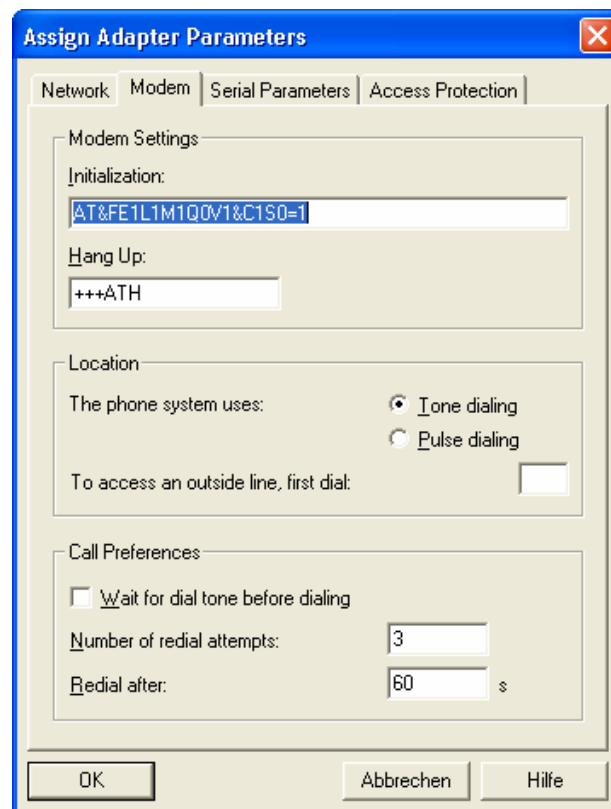 Assign Adapter Parameters
Network Modem Serial Parameters Access Protection
Modem Settings
Initialization:
AT&FE1L1M1Q0V1&C1S0=1
Hang Up:
+++ATH
Location
The phone system uses:
Tone dialing
Pulse dialing
To access an outside line, first dial:
Call Preferences
Wait for dial tone before dialing
Number of redial attempts: 3
Redial after: 60 s
OK Abbrechen Hilfe